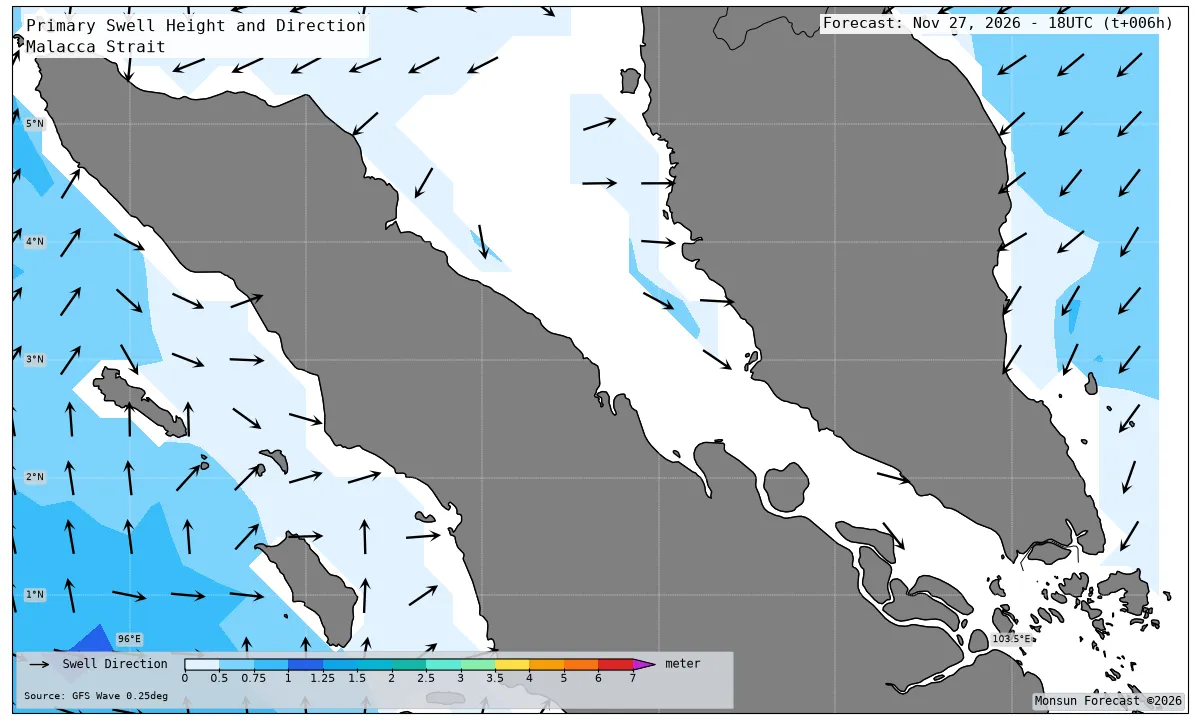 Primary Swell Height and Direction
Malacca Strait
Forecast: Nov 27, 2026 - 18UTC (t+006h)
5°N
4°N
3°N
2°N
1°N
96°E
103.5°E
Swell Direction
meter
0 0.5 0.75 1 1.25 1.5 2 2.5 3 3.5 4 5 6 7
Source: GFS Wave 0.25deg
Monsun Forecast ©2026